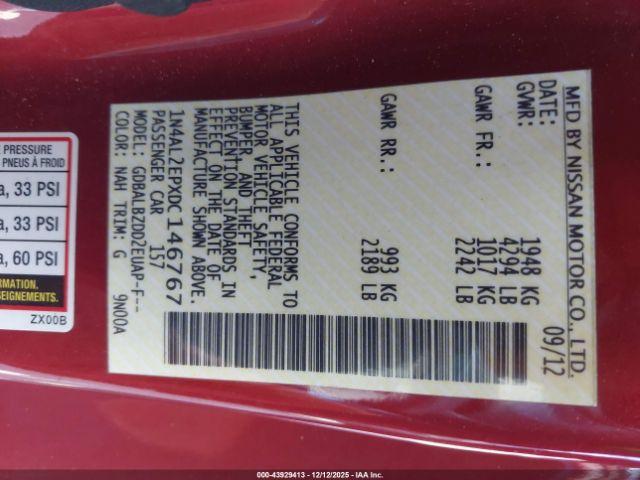 MFD BY NISSAN MOTOR CO., LTD.
DATE: 09/12
GVWR: 1948 KG
4294 LB
GAWR FR.: 1017 KG
2242 LB
GAWR RR.: 993 KG
2189 LB
THIS VEHICLE CONFORMS TO
ALL APPLICABLE FEDERAL
MOTOR VEHICLE SAFETY,
BUMPER, AND THEFT
PREVENTION STANDARDS IN
EFFECT ON THE DATE OF
MANUFACTURE SHOWN ABOVE.
1N4AL2EPXDC146767
PASSENGER CAR 157
MODEL: GDBALBZDD2EUAP-F--
COLOR: NAH TRIM: G 9N00A
PRESSURE
PNEUS À FROID
a, 33 PSI
a, 33 PSI
a, 60 PSI
SEIGNEMENTS.
ZX00B
000-43929413 - 12/12/2025 - IAA Inc.